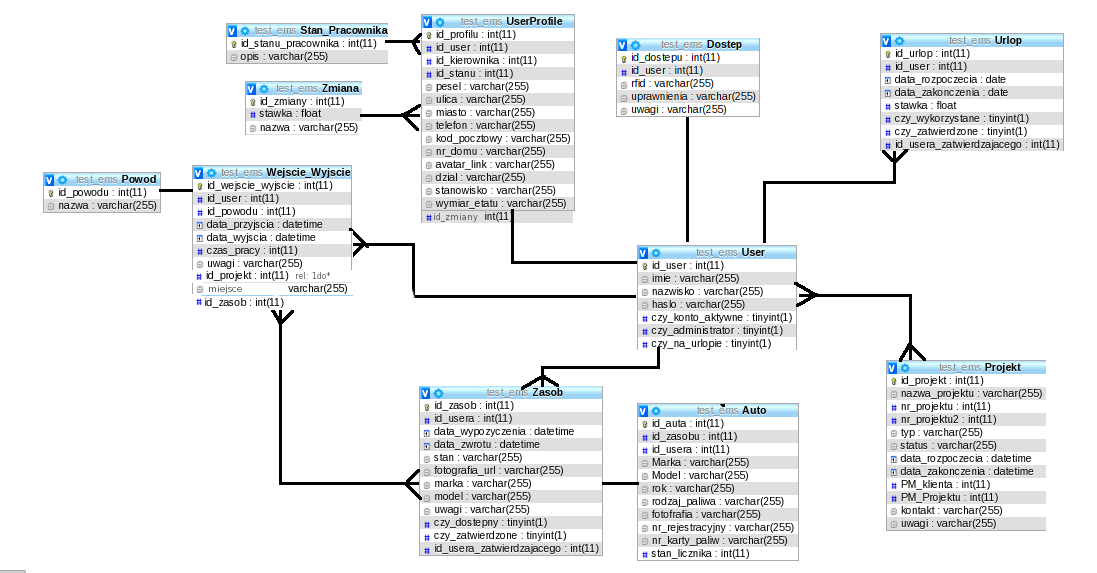 test_ems Stan_Pracownika
id_stanu_pracownika : int(11)
opis : varchar(255)
test_ems Zmiana
id_zmiany : int(11)
stawka : float
nazwa : varchar(255)
test_ems UserProfile
id_profilu : int(11)
id_user : int(11)
id_kierownika : int(11)
id_stanu : int(11)
pesel : varchar(255)
ulica : varchar(255)
miasto : varchar(255)
telefon : varchar(255)
kod_pocztowy : varchar(255)
nr_domu : varchar(255)
avatar_link : varchar(255)
dzial : varchar(255)
stanowisko : varchar(255)
wymiar_etatu : varchar(255)
id_zmiany int(11)
test_ems Dostep
id_dostepu : int(11)
id_user : int(11)
rfid : varchar(255)
uprawnienia : varchar(255)
uwagi : varchar(255)
test_ems Urlop
id_urlop : int(11)
id_user : int(11)
data_rozpoczecia : date
data_zakonczenia : date
stawka : float
czy_wykorzystane : tinyint(1)
czy_zatwierdzone : tinyint(1)
id_usera_zatwierdzajacego : int(11)
test_ems Powod
id_powodu : int(11)
nazwa : varchar(255)
test_ems Wejscie_Wyjscie
id_wejscie_wyjscie : int(11)
id_user : int(11)
id_powodu : int(11)
data_przyjscia : datetime
data_wyjscia : datetime
czas_pracy : int(11)
uwagi : varchar(255)
id_projekt : int(11) rel: 1do*
miejsce varchar(255)
id_zasob : int(11)
test_ems User
id_user : int(11)
imie : varchar(255)
nazwisko : varchar(255)
haslo : varchar(255)
czy_konto_aktywne : tinyint(1)
czy_administrator : tinyint(1)
czy_na_urlopie : tinyint(1)
test_ems Zasob
id_zasob : int(11)
id_usera : int(11)
data_wypozyczenia : datetime
data_zwrotu : datetime
stan : varchar(255)
fotografia_url : varchar(255)
marka : varchar(255)
model : varchar(255)
uwagi : varchar(255)
czy_dostepny : tinyint(1)
czy_zatwierdzone : tinyint(1)
id_usera_zatwierdzajacego : int(11)
test_ems Auto
id_auta : int(11)
id_zasobu : int(11)
id_usera : int(11)
Marka : varchar(255)
Model : varchar(255)
rok : varchar(255)
rodzaj_paliwa : varchar(255)
fotofrafia : varchar(255)
nr_rejestracyjny : varchar(255)
nr_karty_paliw : varchar(255)
stan_licznika : int(11)
test_ems Projekt
id_projekt : int(11)
nazwa_projektu : varchar(255)
nr_projektu : int(11)
nr_projektu2 : int(11)
typ : varchar(255)
status : varchar(255)
data_rozpoczecia : datetime
data_zakonczenia : datetime
PM_klienta : int(11)
PM_Projektu : int(11)
kontakt : varchar(255)
uwagi : varchar(255)